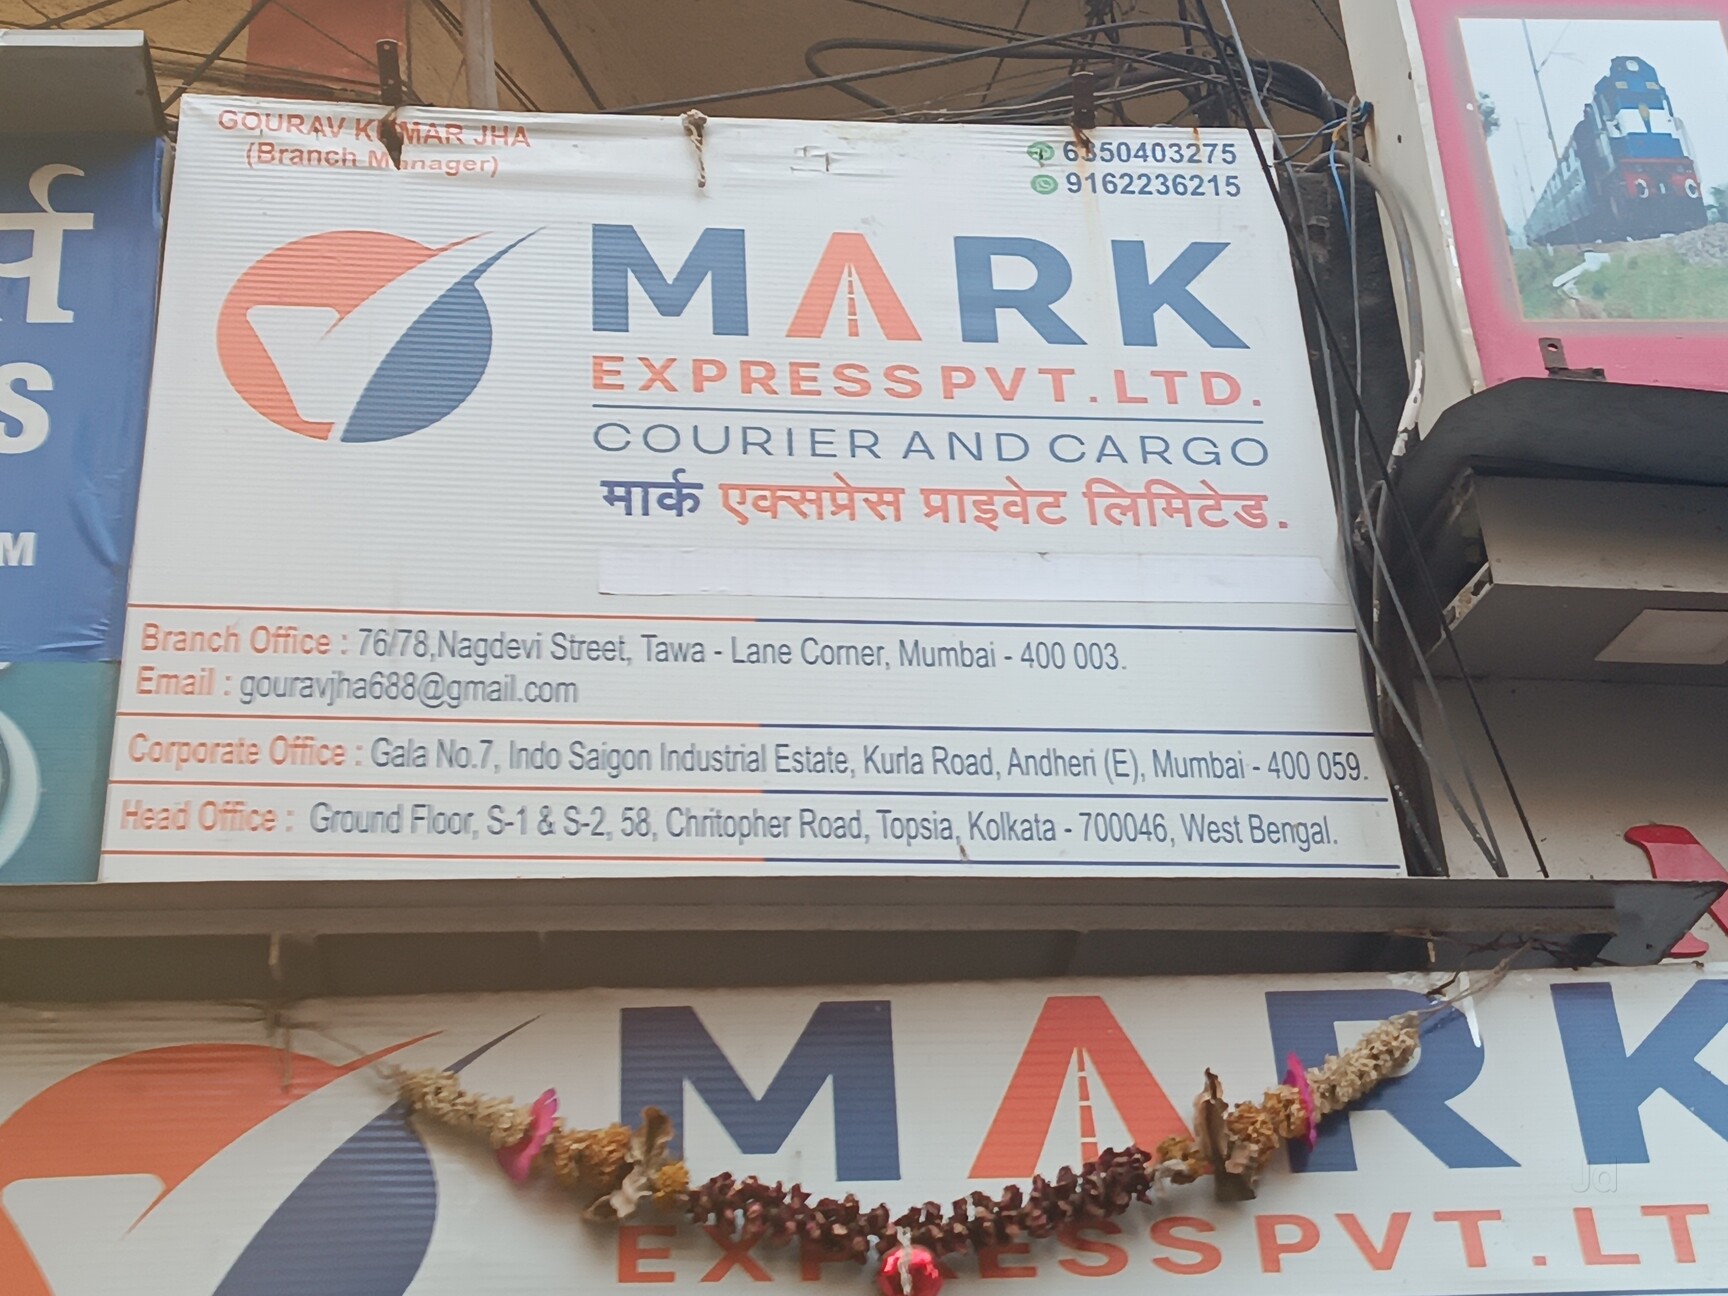 GOURAV KUMAR JHA
(Branch Manager)
6350403275
9162236215
MARK
EXPRESS PVT. LTD.
COURIER AND CARGO
मार्क एक्सप्रेस प्राइवेट लिमिटेड.
Branch Office : 76/78,Nagdevi Street, Tawa - Lane Corner, Mumbai - 400 003.
Email : gouravjha688@gmail.com
Corporate Office : Gala No.7, Indo Saigon Industrial Estate, Kurla Road, Andheri (E), Mumbai - 400 059.
Head Office : Ground Floor, S-1 & S-2, 58, Chritopher Road, Topsia, Kolkata - 700046, West Bengal.
S
M
MARK
EXPRESS PVT. LT
Jd